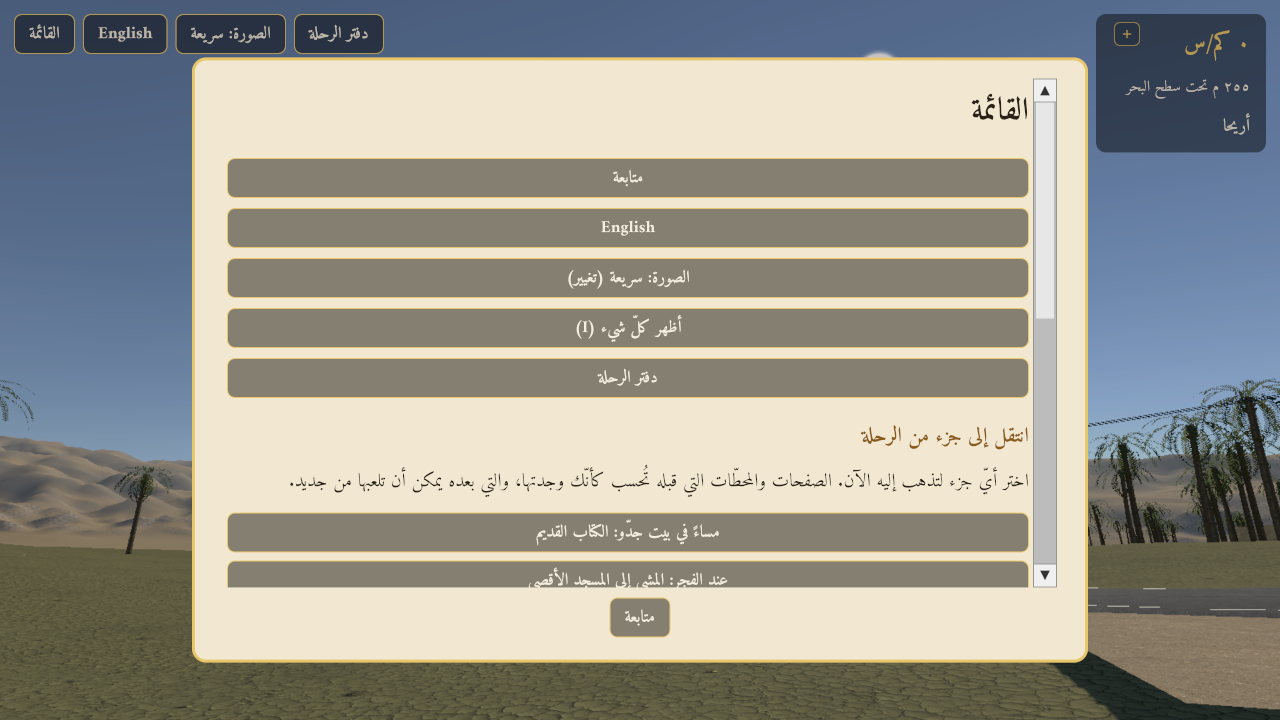 القائمة
English
الصورة: سريعة
دفتر الرحلة
+
٠ كم/س
٢٥٥ م تحت سطح البحر
أريحا
القائمة
متابعة
English
الصورة: سريعة (تغيير)
أظهر كلّ شيء (I)
دفتر الرحلة
انتقل إلى جزء من الرحلة
اختر أيّ جزء لتذهب إليه الآن. الصفحات والمحطّات التي قبله تُحسب كأنّك وجدتها، والتي بعده يمكن أن تلعبها من جديد.
مساءً في بيت جدّو: الكتاب القديم
عند الفجر: المشي إلى المسجد الأقصى
متابعة